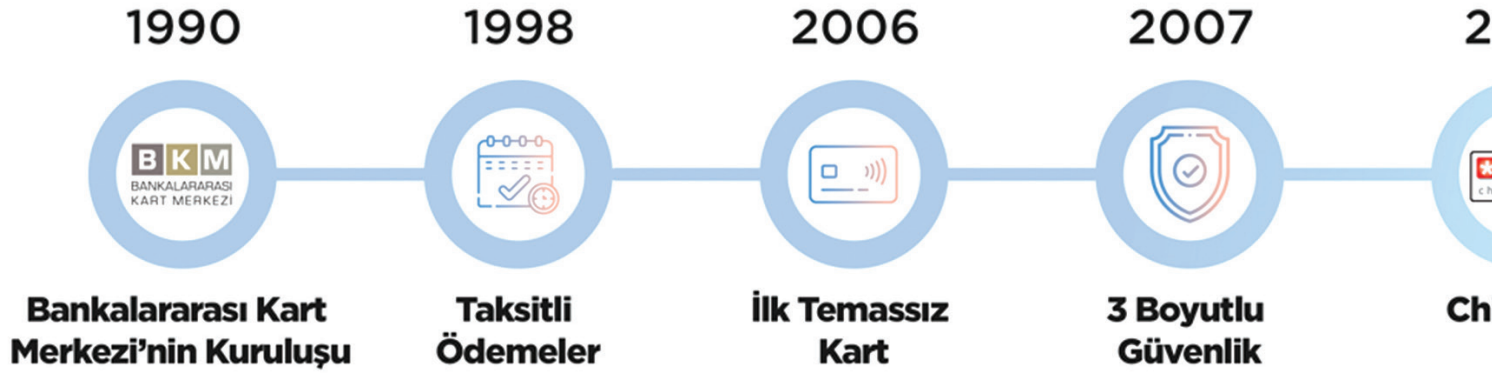 1990
1998
2006
2007
BKM
BANKALARARASI
KART MERKEZİ
Bankalararası Kart
Merkezi’nin Kuruluşu
Taksitli
Ödemeler
İlk Temassız
Kart
3 Boyutlu
Güvenlik